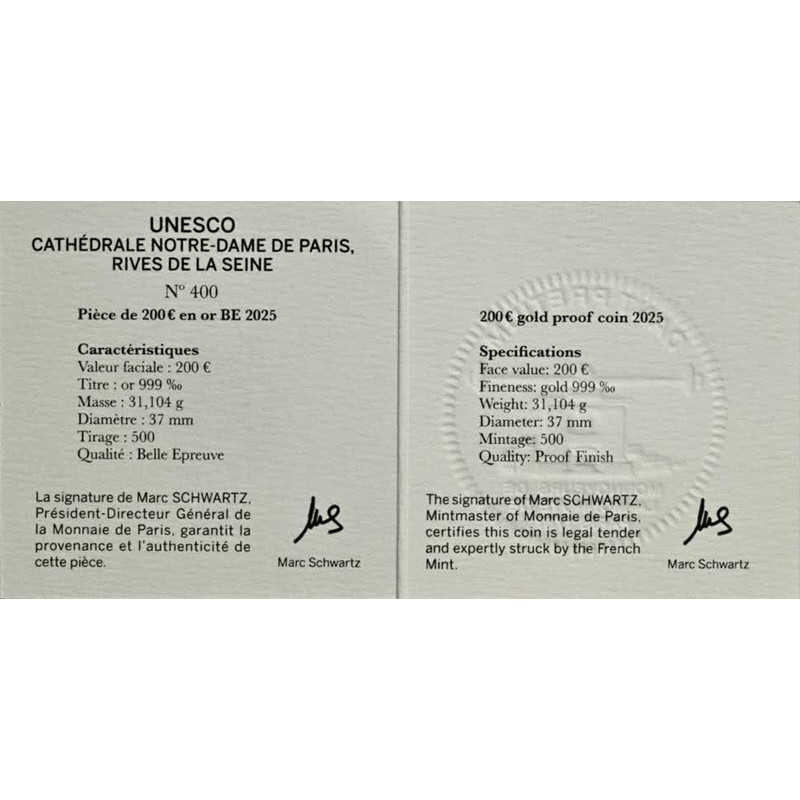 UNESCO
CATHÉDRALE NOTRE-DAME DE PARIS,
RIVES DE LA SEINE
Nº 400
Pièce de 200 € en or BE 2025
Caractéristiques
Valeur faciale : 200 €
Titre : or 999 ‰
Masse : 31,104 g
Diamètre : 37 mm
Tirage : 500
Qualité : Belle Epreuve
La signature de Marc SCHWARTZ,
Président-Directeur Général de
la Monnaie de Paris, garantit la
provenance et l'authenticité de
cette pièce.
Marc Schwartz
200 € gold proof coin 2025
Specifications
Face value: 200 €
Fineness: gold 999 ‰
Weight: 31,104 g
Diameter: 37 mm
Mintage: 500
Quality: Proof Finish
The signature of Marc SCHWARTZ,
Mintmaster of Monnaie de Paris,
certifies this coin is legal tender
and expertly struck by the French
Mint.
Marc Schwartz